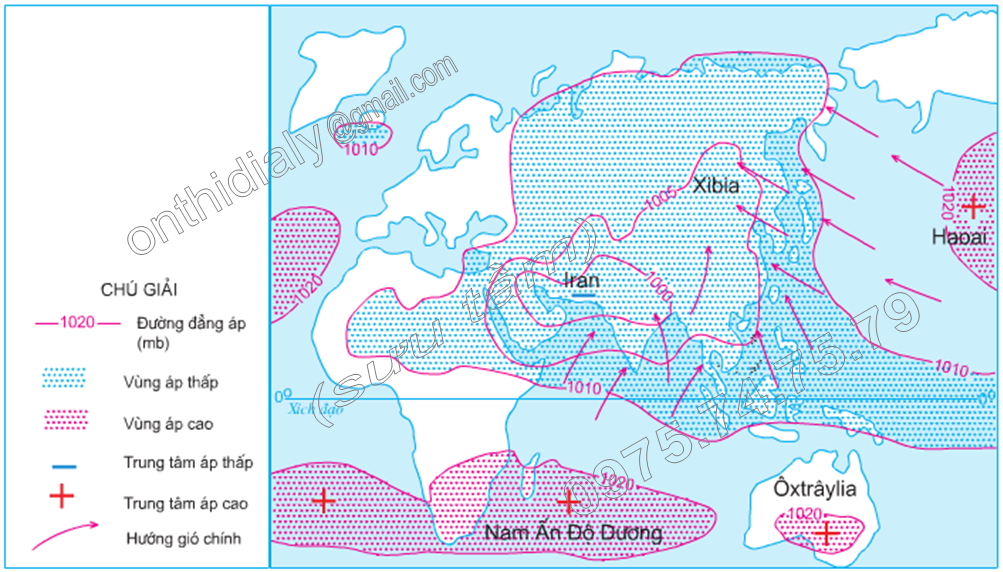 CHÚ GIẢI
1020
Đường đẳng áp
(mb)
Vùng áp thấp
Vùng áp cao
Trung tâm áp thấp
Trung tâm áp cao
Hướng gió chính
onthidialy@gmail.com
(sưu tầm)
0975.74.75.79
1010
1020
Xibia
1005
1020
Haoai
Iran
1000
1010
1010
0°
Xích đạo
0°
1020
Nam Ấn Độ Dương
Ôxtrâylia
1020